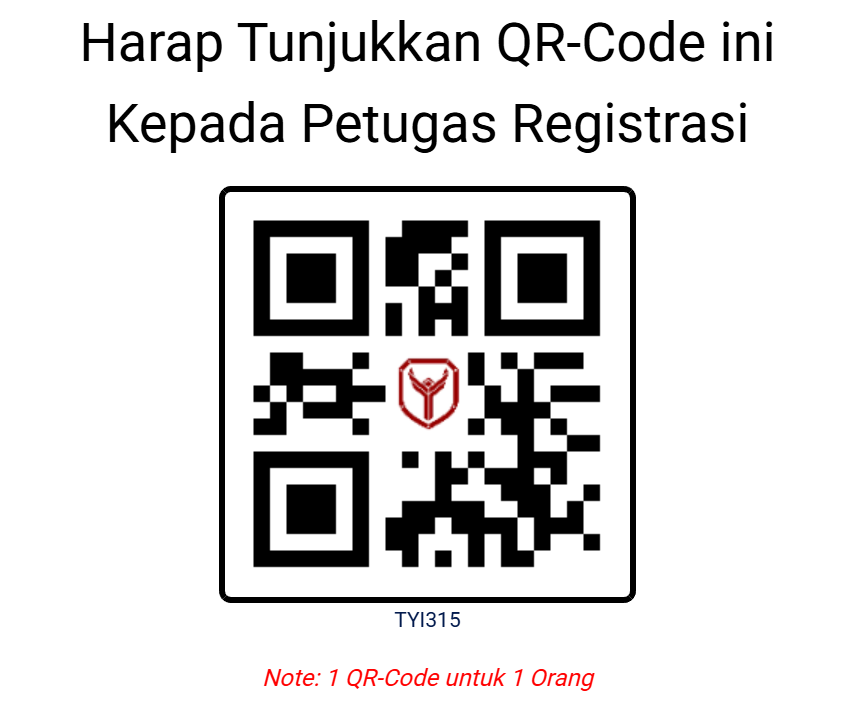 Harap Tunjukkan QR-Code ini
Kepada Petugas Registrasi
TYI315
Note: 1 QR-Code untuk 1 Orang